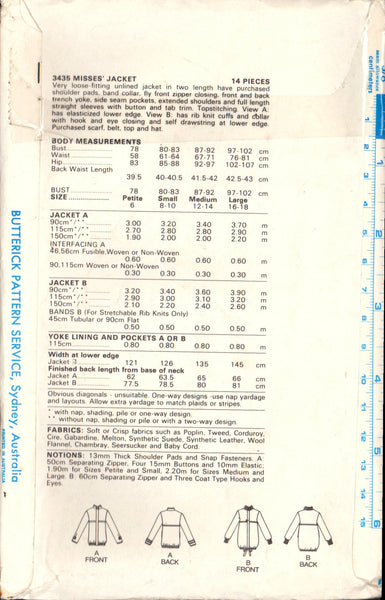 3435 MISSES' JACKET 14 PIECES
Very loose-fitting unlined jacket in two length have purchased
shoulder pads, band collar, fly front zipper closing, front and back
trench yoke, side seam pockets, extended shoulders and full length
straight sleeves with button and tab trim. Topstitching. View A:
has elasticized lower edge. View B: has rib knit cuffs and collar
with hook and eye closing and self drawstring at lower edge.
Purchased scarf, belt, top and hat.
BODY MEASUREMENTS
Bust 78 80-83 87-92 97-102 cm
Waist 58 61-64 67-71 76-81 cm
Hip 83 85-88 92-97 102-107 cm
Back Waist Length
39.5 40-40.5 41.5-42 42.5-43 cm
BUST 78 80-83 87-92 97-102 cm
SIZE Petite Small Medium Large
6 8-10 12-14 16-18
JACKET A
90cm*/** 3.00 3.20 3.40 3.70 m
115cm*/** 2.70 2.80 2.80 2.90 m
150cm*/** 1.90 2.00 2.20 2.20 m
INTERFACING A
46,56cm Fusible, Woven or Non-Woven
0.60 0.60 0.60 0.60 m
90,115cm Woven or Non-Woven
0.30 0.30 0.30 0.30 m
JACKET B
90cm*/** 3.20 3.40 3.60 3.90 m
115cm*/** 2.90 3.00 3.10 3.20 m
150cm*/** 2.10 2.20 2.40 2.60 m
BANDS B (For Stretchable Rib Knits Only)
45cm Tubular or 90cm Flat
0.50 0.50 0.50 0.50 m
YOKE LINING AND POCKETS A OR B
115cm 0.80 0.80 0.80 0.80 m
Width at lower edge
Jacket B 121 126 135 145 cm
Finished back length from base of neck
Jacket A 62 63.5 65 66 cm
Jacket B 77.5 78.5 80 81 cm
Obvious diagonals - unsuitable. One-way designs - use nap yardage
and layouts. Allow extra yardage to match plaids or stripes.
* with nap, shading, pile or one-way design.
** without nap, shading, or pile or with a two-way design.
FABRICS: Soft or Crisp fabrics such as Poplin, Tweed, Corduroy,
Cire, Gabardine, Melton, Synthetic Suede, Synthetic Leather, Wool
Flannel, Chambray, Seersucker and Baby Cord.
NOTIONS: 13mm Thick Shoulder Pads and Snap Fasteners. A:
50cm Separating Zipper, Four 15mm Buttons and 10mm Elastic:
1.90m for Sizes Petite and Small, 2.20m for Sizes Medium and
Large. B: 60cm Separating Zipper and Three Coat Type Hooks and
Eyes.
A
FRONT
A
BACK
B
FRONT
B
BACK
BUTTERICK PATTERN SERVICE, Sydney, Australia
PRINTED IN AUSTRALIA
centimetres
1 2 3 4 5 6
15